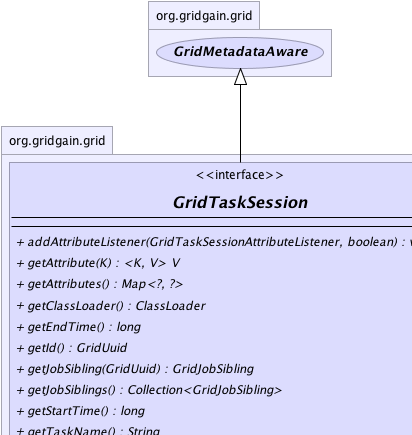 org.gridgain.grid
GridMetadataAware
org.gridgain.grid
<<interface>>
GridTaskSession
+ addAttributeListener(GridTaskSessionAttributeListener, boolean) :
+ getAttribute(K) : <K, V> V
+ getAttributes() : Map<?, ?>
+ getClassLoader() : ClassLoader
+ getEndTime() : long
+ getId() : GridUuid
+ getJobSibling(GridUuid) : GridJobSibling
+ getJobSiblings() : Collection<GridJobSibling>
+ getStartTime() : long
+ getTaskName() : String